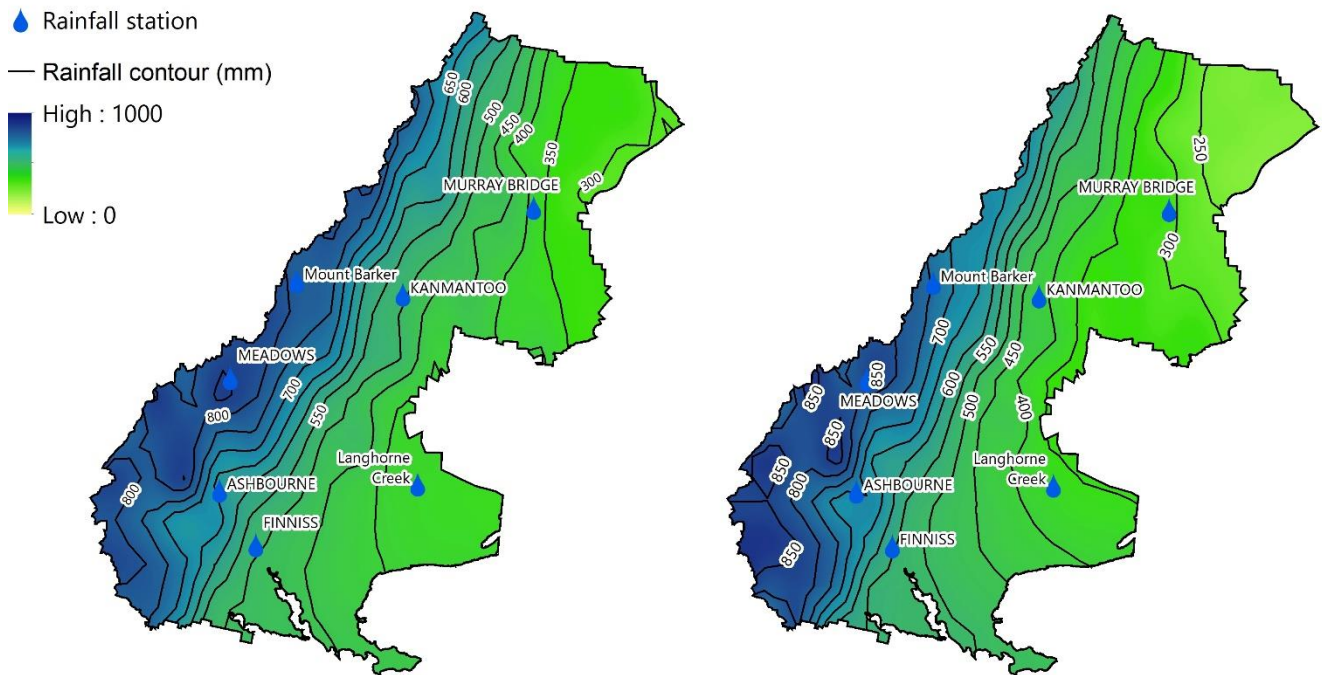 Rainfall station
Rainfall contour (mm)
High : 1000
Low : 0
650
600
500
450
400
350
300
MURRAY BRIDGE
Mount Barker
KANMANTOO
MEADOWS
800
700
550
Langhorne
Creek
800
ASHBOURNE
FINNISS
250
MURRAY BRIDGE
300
Mount Barker
KANMANTOO
700
550
450
850
850
MEADOWS
600
400
850
500
850
800
Langhorne
Creek
ASHBOURNE
FINNISS
850